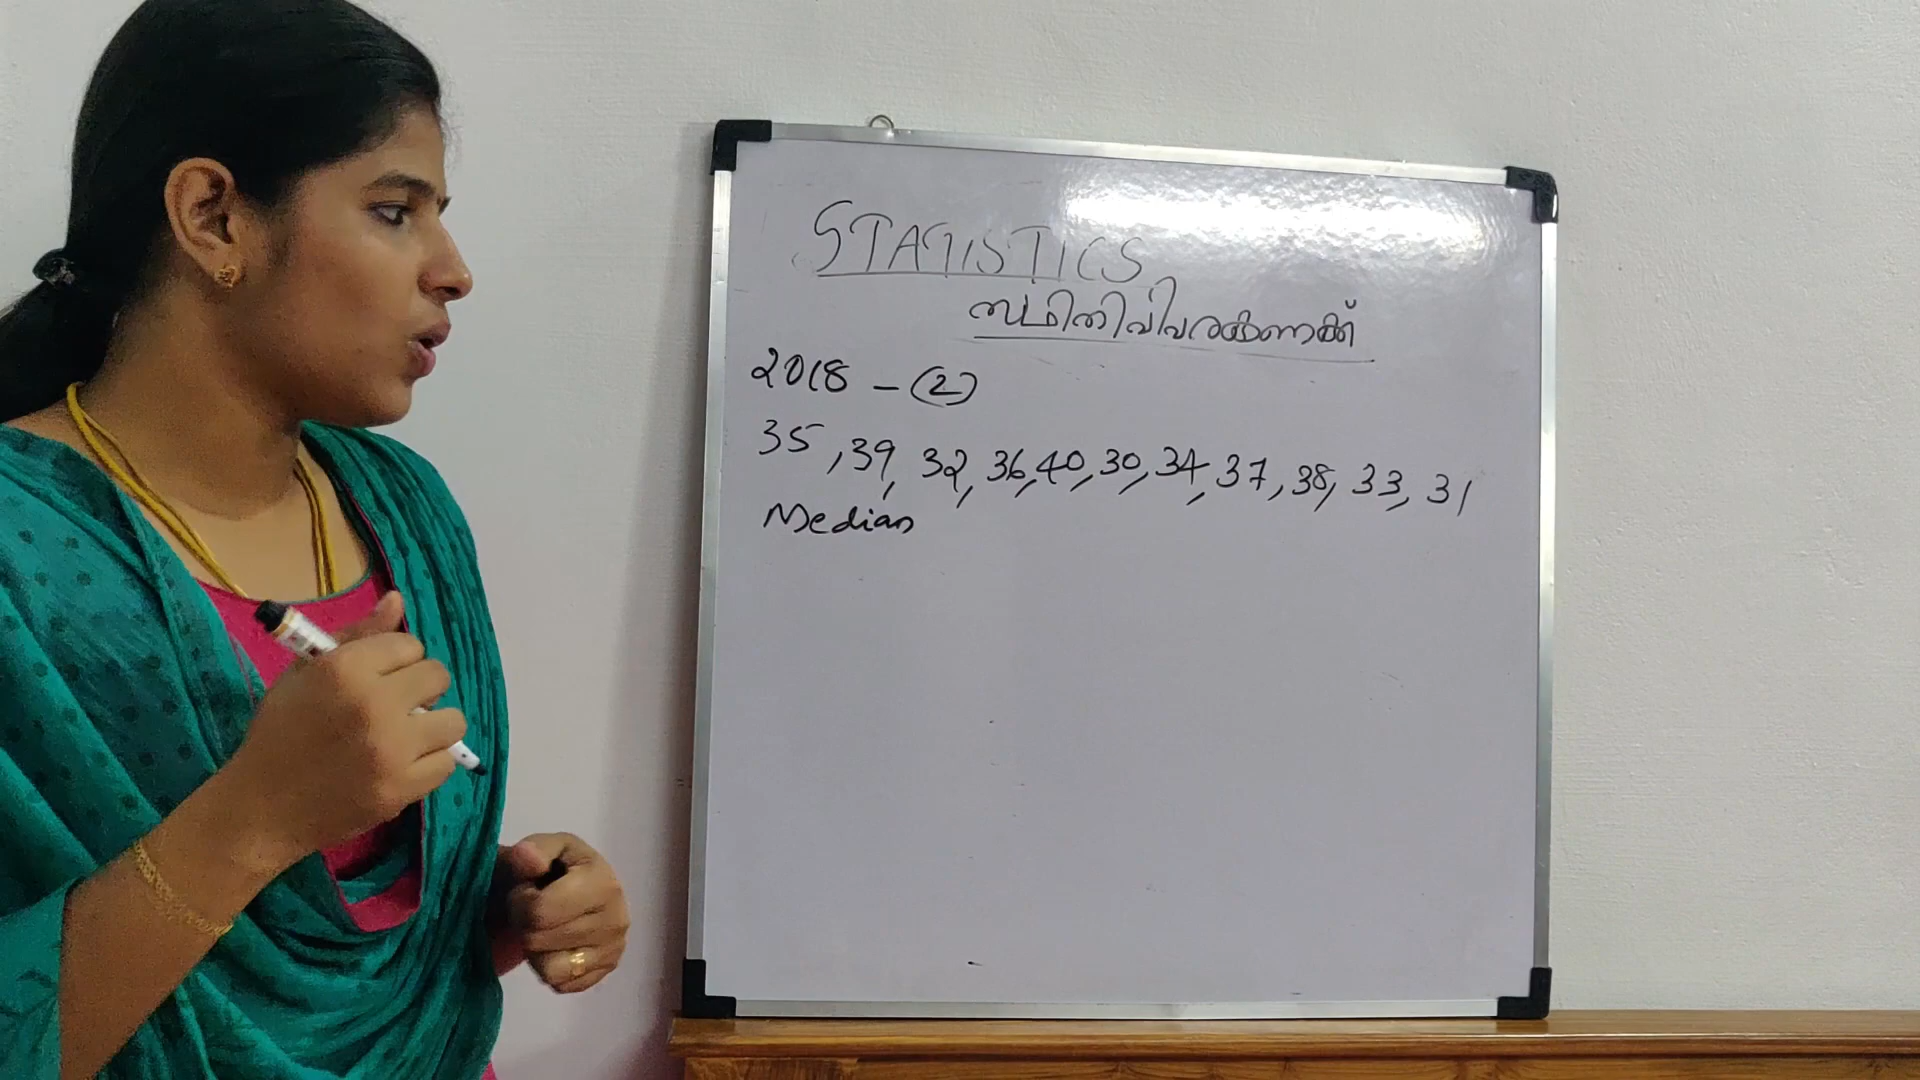 STATISTICS
സ്ഥിതിവിവരക്കണക്ക്
2018 - (2)
35, 39, 32, 36, 40, 30, 34, 37, 38, 33, 31
Median